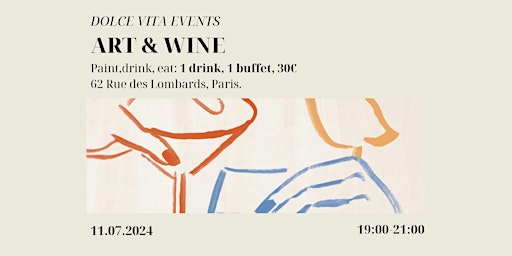 DOLCE VITA EVENTS
ART & WINE
Paint,drink, eat: 1 drink, 1 buffet, 30€
62 Rue des Lombards, Paris.
11.07.2024
19:00-21:00